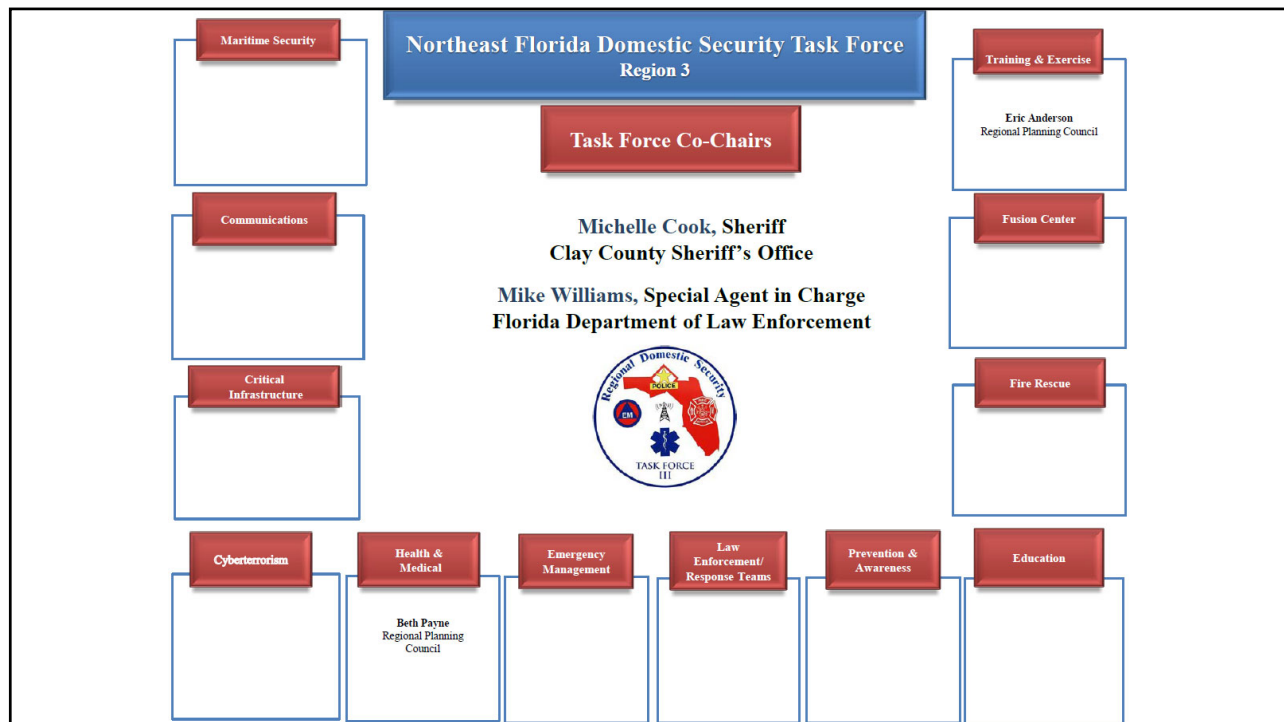 Northeast Florida Domestic Security Task Force
Region 3
Task Force Co-Chairs
Michelle Cook, Sheriff
Clay County Sheriff's Office
Mike Williams, Special Agent in Charge
Florida Department of Law Enforcement
Regional Domestic Security
POLICE
EM
TASK FORCE
III
Maritime Security
Communications
Critical
Infrastructure
Training & Exercise
Eric Anderson
Regional Planning Council
Fusion Center
Fire Rescue
Cyberterrorism
Health &
Medical
Beth Payne
Regional Planning
Council
Emergency
Management
Law
Enforcement/
Response Teams
Prevention &
Awareness
Education